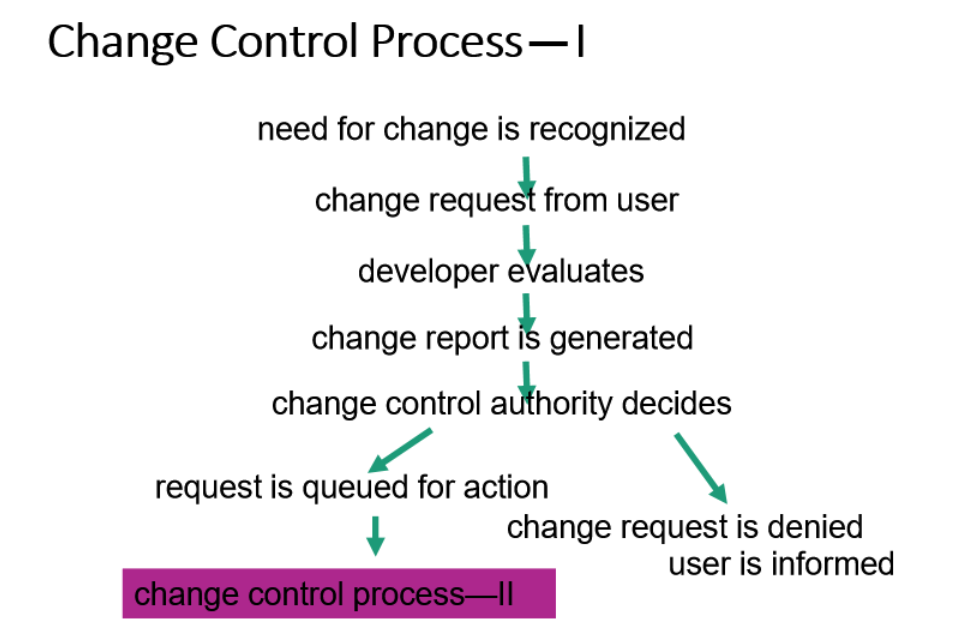 Change Control Process—I
need for change is recognized
change request from user
developer evaluates
change report is generated
change control authority decides
request is queued for action
change request is denied
user is informed
change control process—II